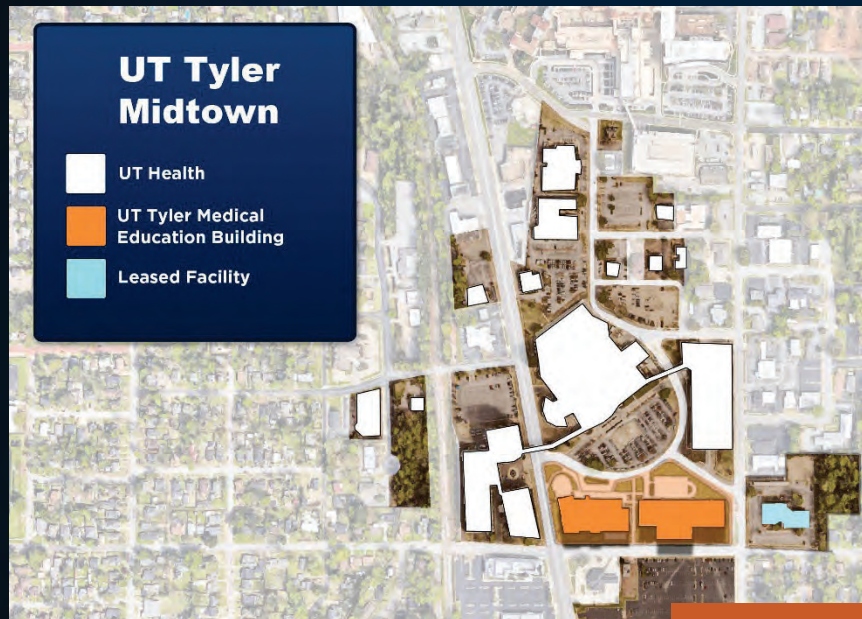 UT Tyler
Midtown
UT Health
UT Tyler Medical
Education Building
Leased Facility